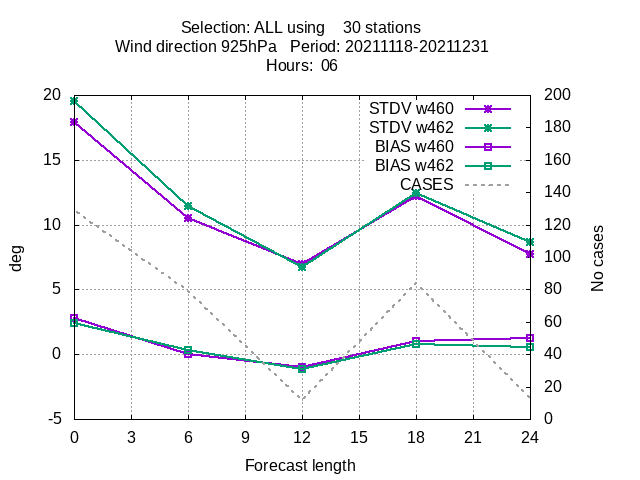 Selection: ALL using    30 stations
Wind direction 925hPa   Period: 20211118-20211231
Hours:  06
STDV w460
STDV w462
BIAS w460
BIAS w462
CASES
20
15
10
5
0
-5
deg
200
180
160
140
120
100
80
60
40
20
0
No cases
0 3 6 9 12 15 18 21 24
Forecast length